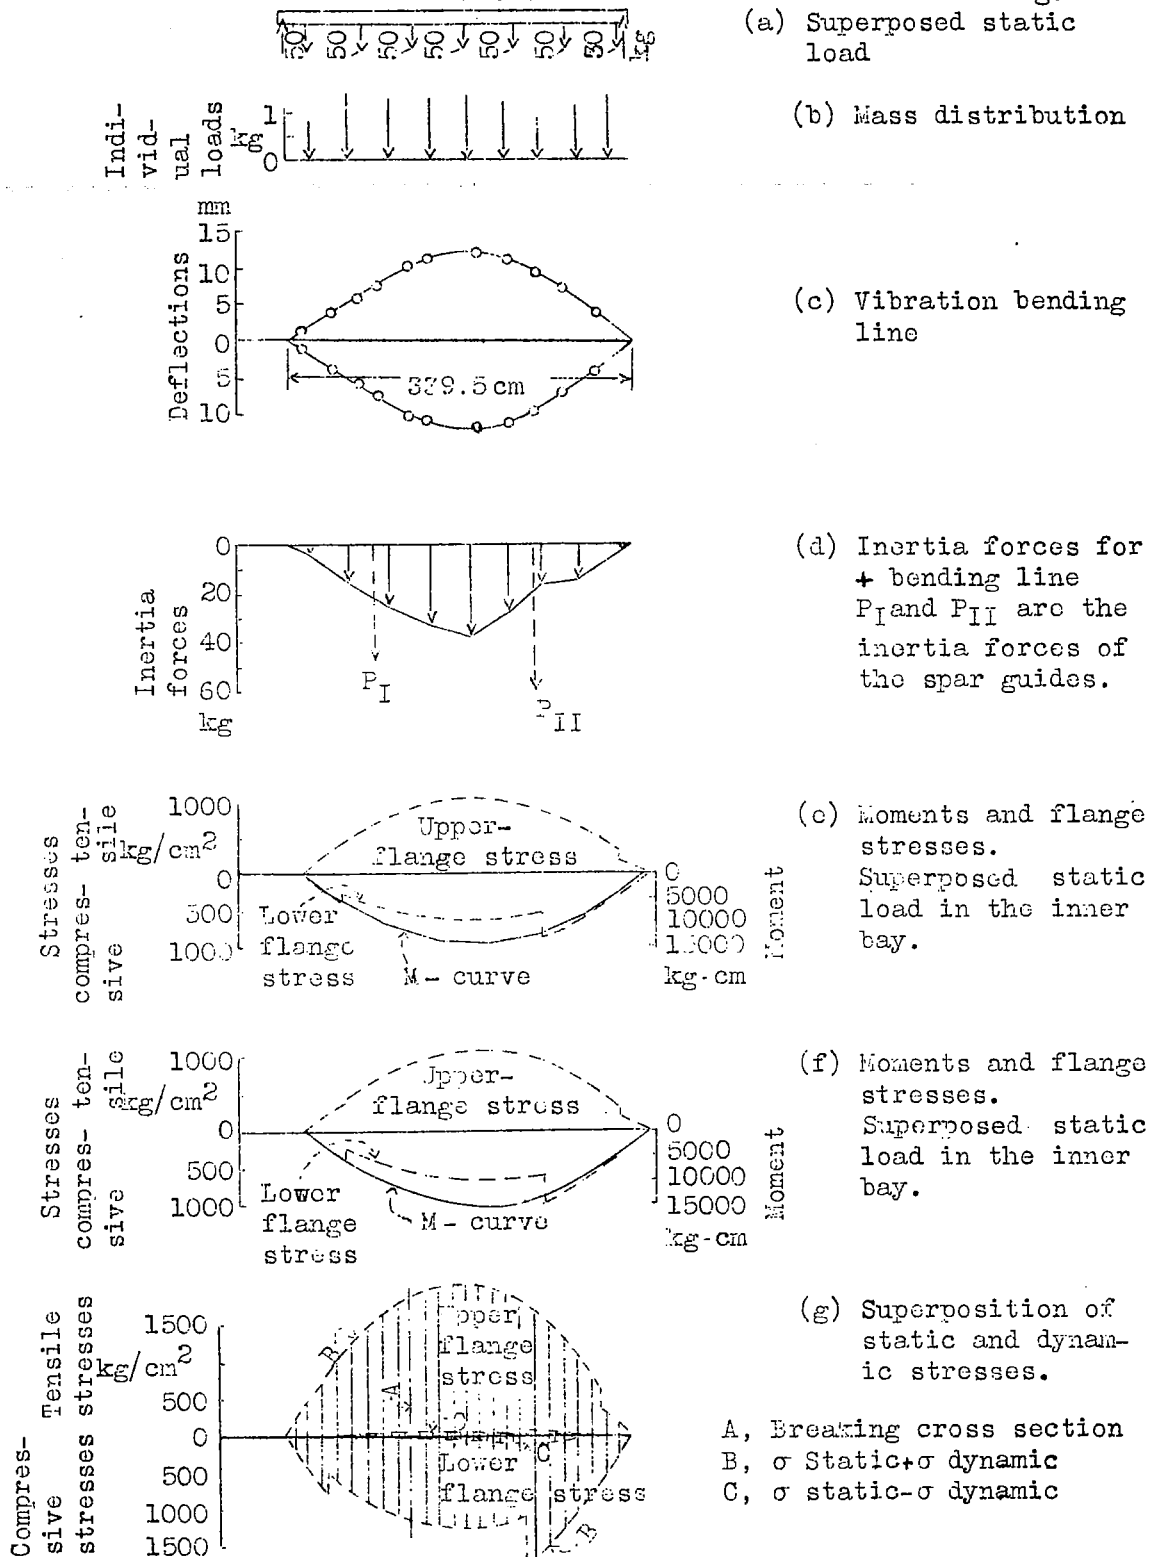 50 50 50 50 50 50 50 kg
(a) Superposed static
load
Indi-
vid-
ual
loads
kg
1
0
(b) Mass distribution
mm
15
10
5
0
5
10
Deflections
339.5 cm
(c) Vibration bending
line
0
20
40
60
kg
Inertia
forces
P_I
P_II
(d) Inertia forces for
+ bending line
P_I and P_II are the
inertia forces of
the spar guides.
Stresses
compres- ten-
sive sile
1000
kg/cm²
0
500
1000
Upper-
flange stress
Lower
flange
stress
M - curve
0
5000
10000
15000
kg-cm
Moment
(e) Moments and flange
stresses.
Superposed static
load in the inner
bay.
Stresses
compres- ten-
sive sile
1000
kg/cm²
0
500
1000
Upper-
flange stress
Lower
flange
stress
M - curve
0
5000
10000
15000
kg-cm
Moment
(f) Moments and flange
stresses.
Superposed static
load in the inner
bay.
Compres-
sive Tensile
stresses stresses
1500
kg/cm²
500
0
500
1000
1500
B
A
Upper
flange
stress
C
C
Lower
flange stress
B
(g) Superposition of
static and dynam-
ic stresses.
A, Breaking cross section
B, σ Static+σ dynamic
C, σ static-σ dynamic